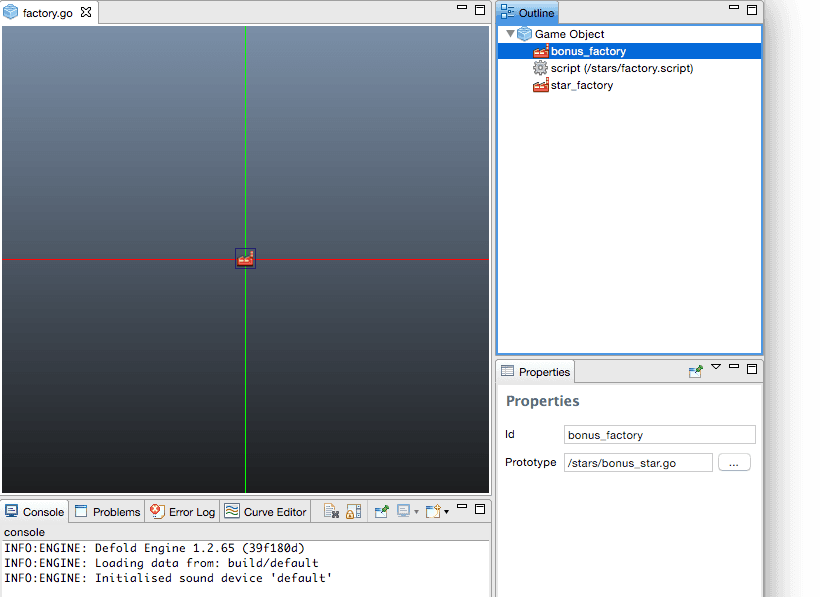 factory.go
Outline
Game Object
bonus_factory
script (/stars/factory.script)
star_factory
Properties
Properties
Id
bonus_factory
Prototype
/stars/bonus_star.go
...
Console
Problems
Error Log
Curve Editor
console
INFO:ENGINE: Defold Engine 1.2.65 (39f180d)
INFO:ENGINE: Loading data from: build/default
INFO:ENGINE: Initialised sound device 'default'